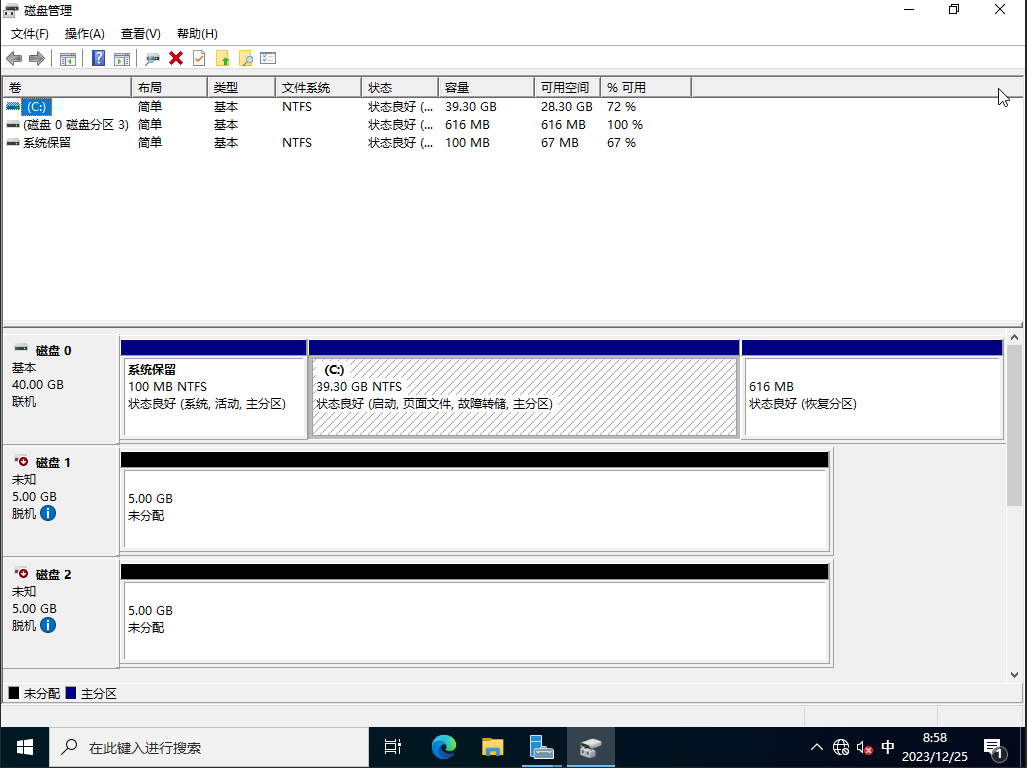 磁盘管理
文件(F) 操作(A) 查看(V) 帮助(H)
卷 布局 类型 文件系统 状态 容量 可用空间 % 可用
(C:) 简单 基本 NTFS 状态良好 (... 39.30 GB 28.30 GB 72 %
(磁盘 0 磁盘分区 3) 简单 基本 状态良好 (... 616 MB 616 MB 100 %
系统保留 简单 基本 NTFS 状态良好 (... 100 MB 67 MB 67 %
磁盘 0
基本
40.00 GB
联机
系统保留
100 MB NTFS
状态良好 (系统, 活动, 主分区)
(C:)
39.30 GB NTFS
状态良好 (启动, 页面文件, 故障转储, 主分区)
616 MB
状态良好 (恢复分区)
磁盘 1
未知
5.00 GB
脱机
5.00 GB
未分配
磁盘 2
未知
5.00 GB
脱机
5.00 GB
未分配
未分配 主分区
在此键入进行搜索
中
8:58
2023/12/25
1